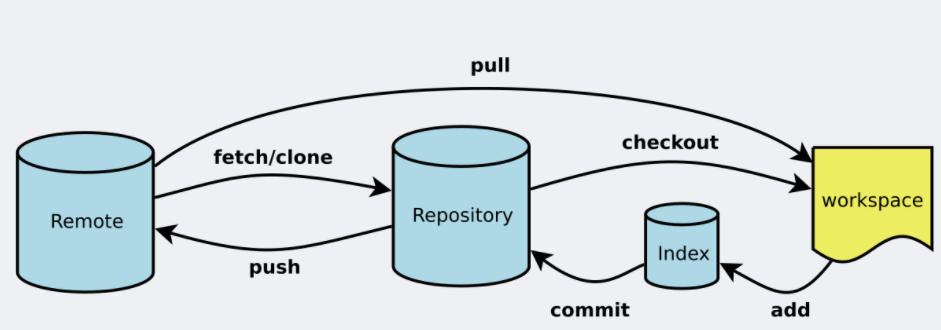 pull
fetch/clone
checkout
Remote
Repository
workspace
Index
push
commit
add